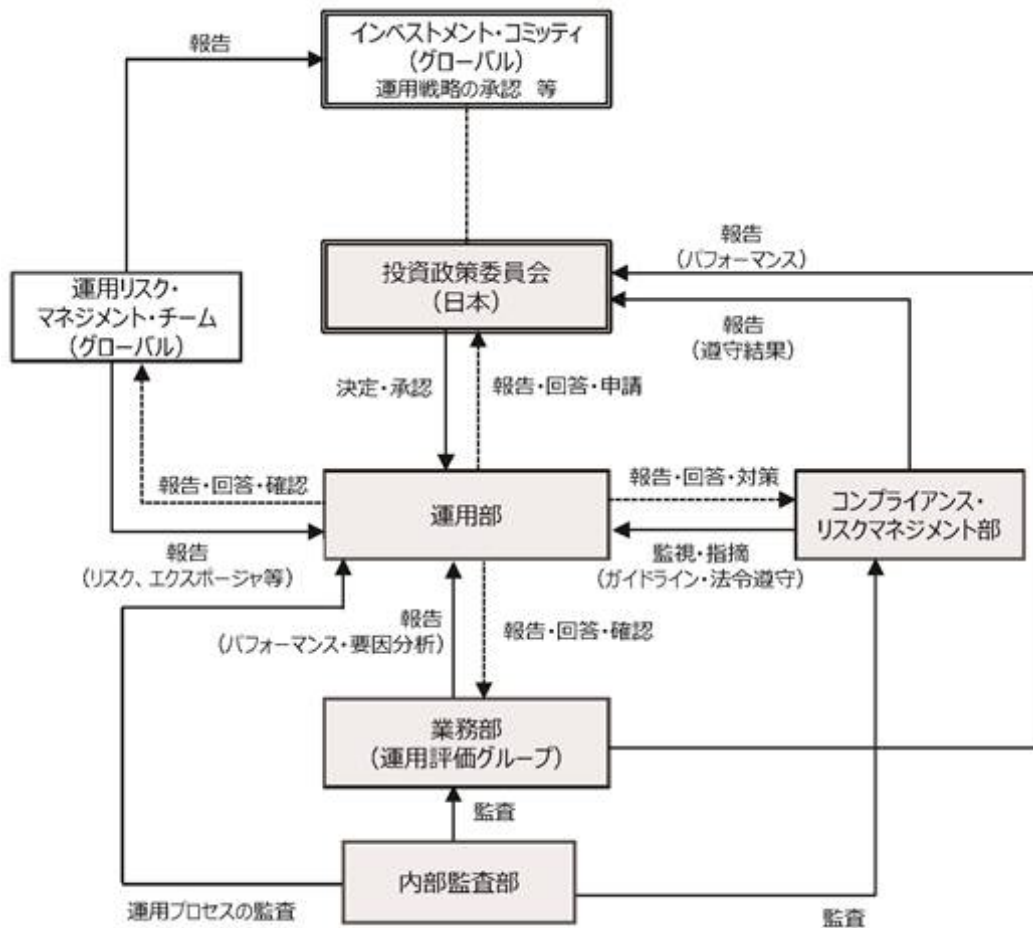 報告
インベストメント・コミッティ
(グローバル)
運用戦略の承認 等
報告
(パフォーマンス)
運用リスク・
マネジメント・チーム
(グローバル)
投資政策委員会
(日本)
報告
(遵守結果)
決定・承認
報告・回答・申請
報告・回答・確認
運用部
報告・回答・対策
コンプライアンス・
リスクマネジメント部
報告
(リスク、エクスポージャ等)
監視・指摘
(ガイドライン・法令遵守)
報告
(パフォーマンス・要因分析)
報告・回答・確認
業務部
(運用評価グループ)
監査
内部監査部
運用プロセスの監査
監査